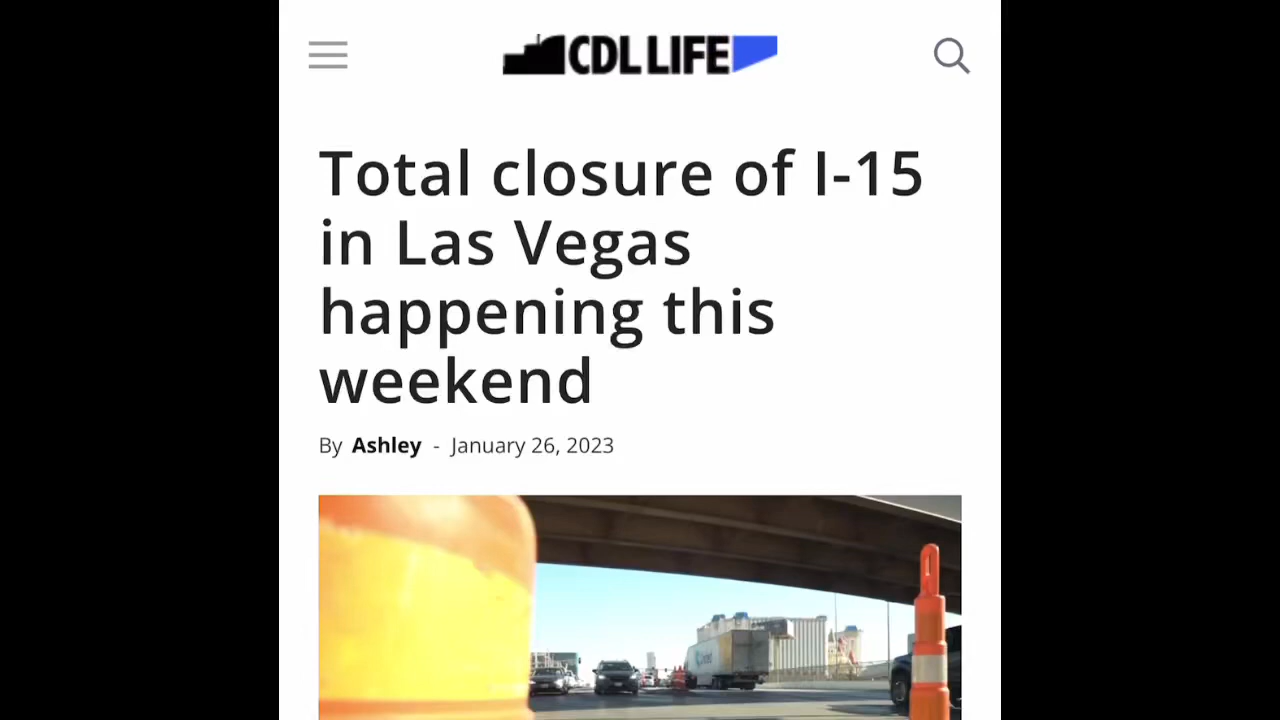 CDL LIFE
Total closure of I-15
in Las Vegas
happening this
weekend
By Ashley - January 26, 2023